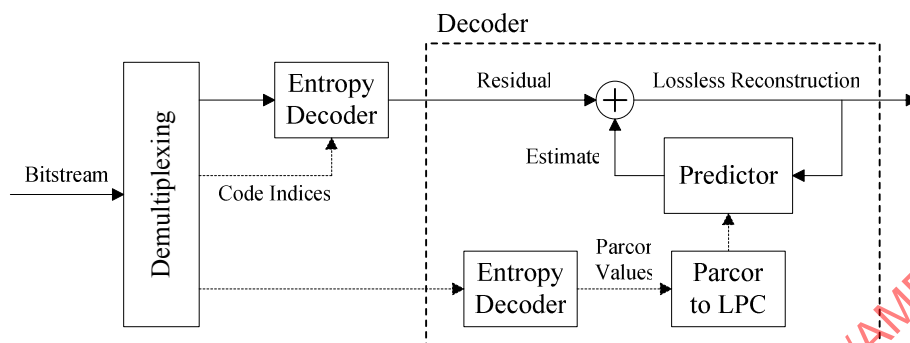 Decoder
Entropy
Decoder
Residual
Lossless Reconstruction
Demultiplexing
Bitstream
Code Indices
Estimate
Predictor
Entropy
Decoder
Parcor
Values
Parcor
to LPC